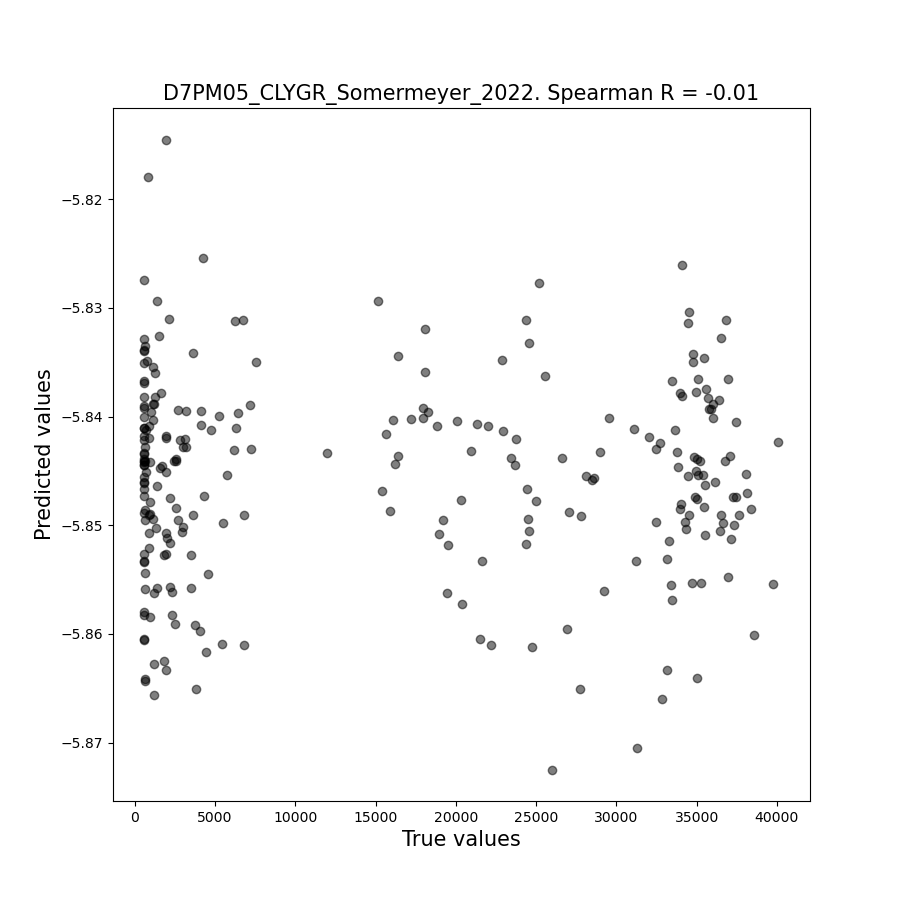 D7PM05_CLYGR_Somermeyer_2022. Spearman R = -0.01
Predicted values
−5.82
−5.83
−5.84
−5.85
−5.86
−5.87
0 5000 10000 15000 20000 25000 30000 35000 40000
True values